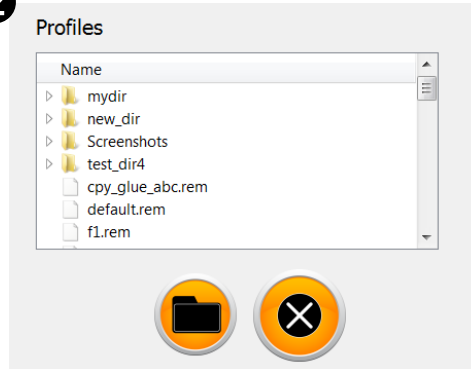 Profiles
Name
mydir
new_dir
Screenshots
test_dir4
cpy_glue_abc.rem
default.rem
f1.rem